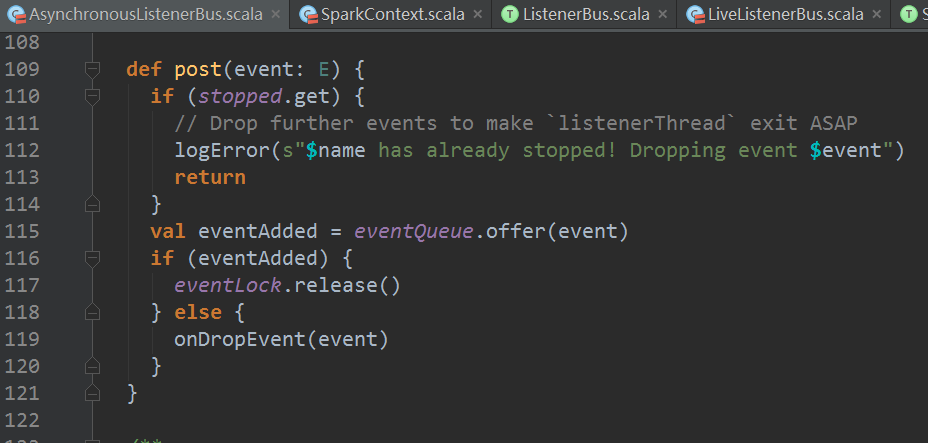 AsynchronousListenerBus.scala × SparkContext.scala × ListenerBus.scala × LiveListenerBus.scala × S
108
109 def post(event: E) {
110 if (stopped.get) {
111 // Drop further events to make `listenerThread` exit ASAP
112 logError(s"$name has already stopped! Dropping event $event")
113 return
114 }
115 val eventAdded = eventQueue.offer(event)
116 if (eventAdded) {
117 eventLock.release()
118 } else {
119 onDropEvent(event)
120 }
121 }
122
/**